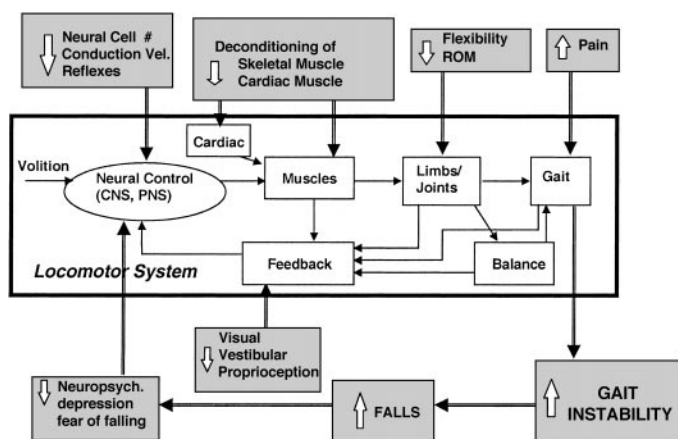 Neural Cell #
Conduction Vel.
Reflexes
Deconditioning of
Skeletal Muscle
Cardiac Muscle
Flexibility
ROM
Pain
Cardiac
Volition
Neural Control
(CNS, PNS)
Muscles
Limbs/
Joints
Gait
Feedback
Balance
Locomotor System
Visual
Vestibular
Proprioception
Neuropsych.
depression
fear of falling
FALLS
GAIT
INSTABILITY